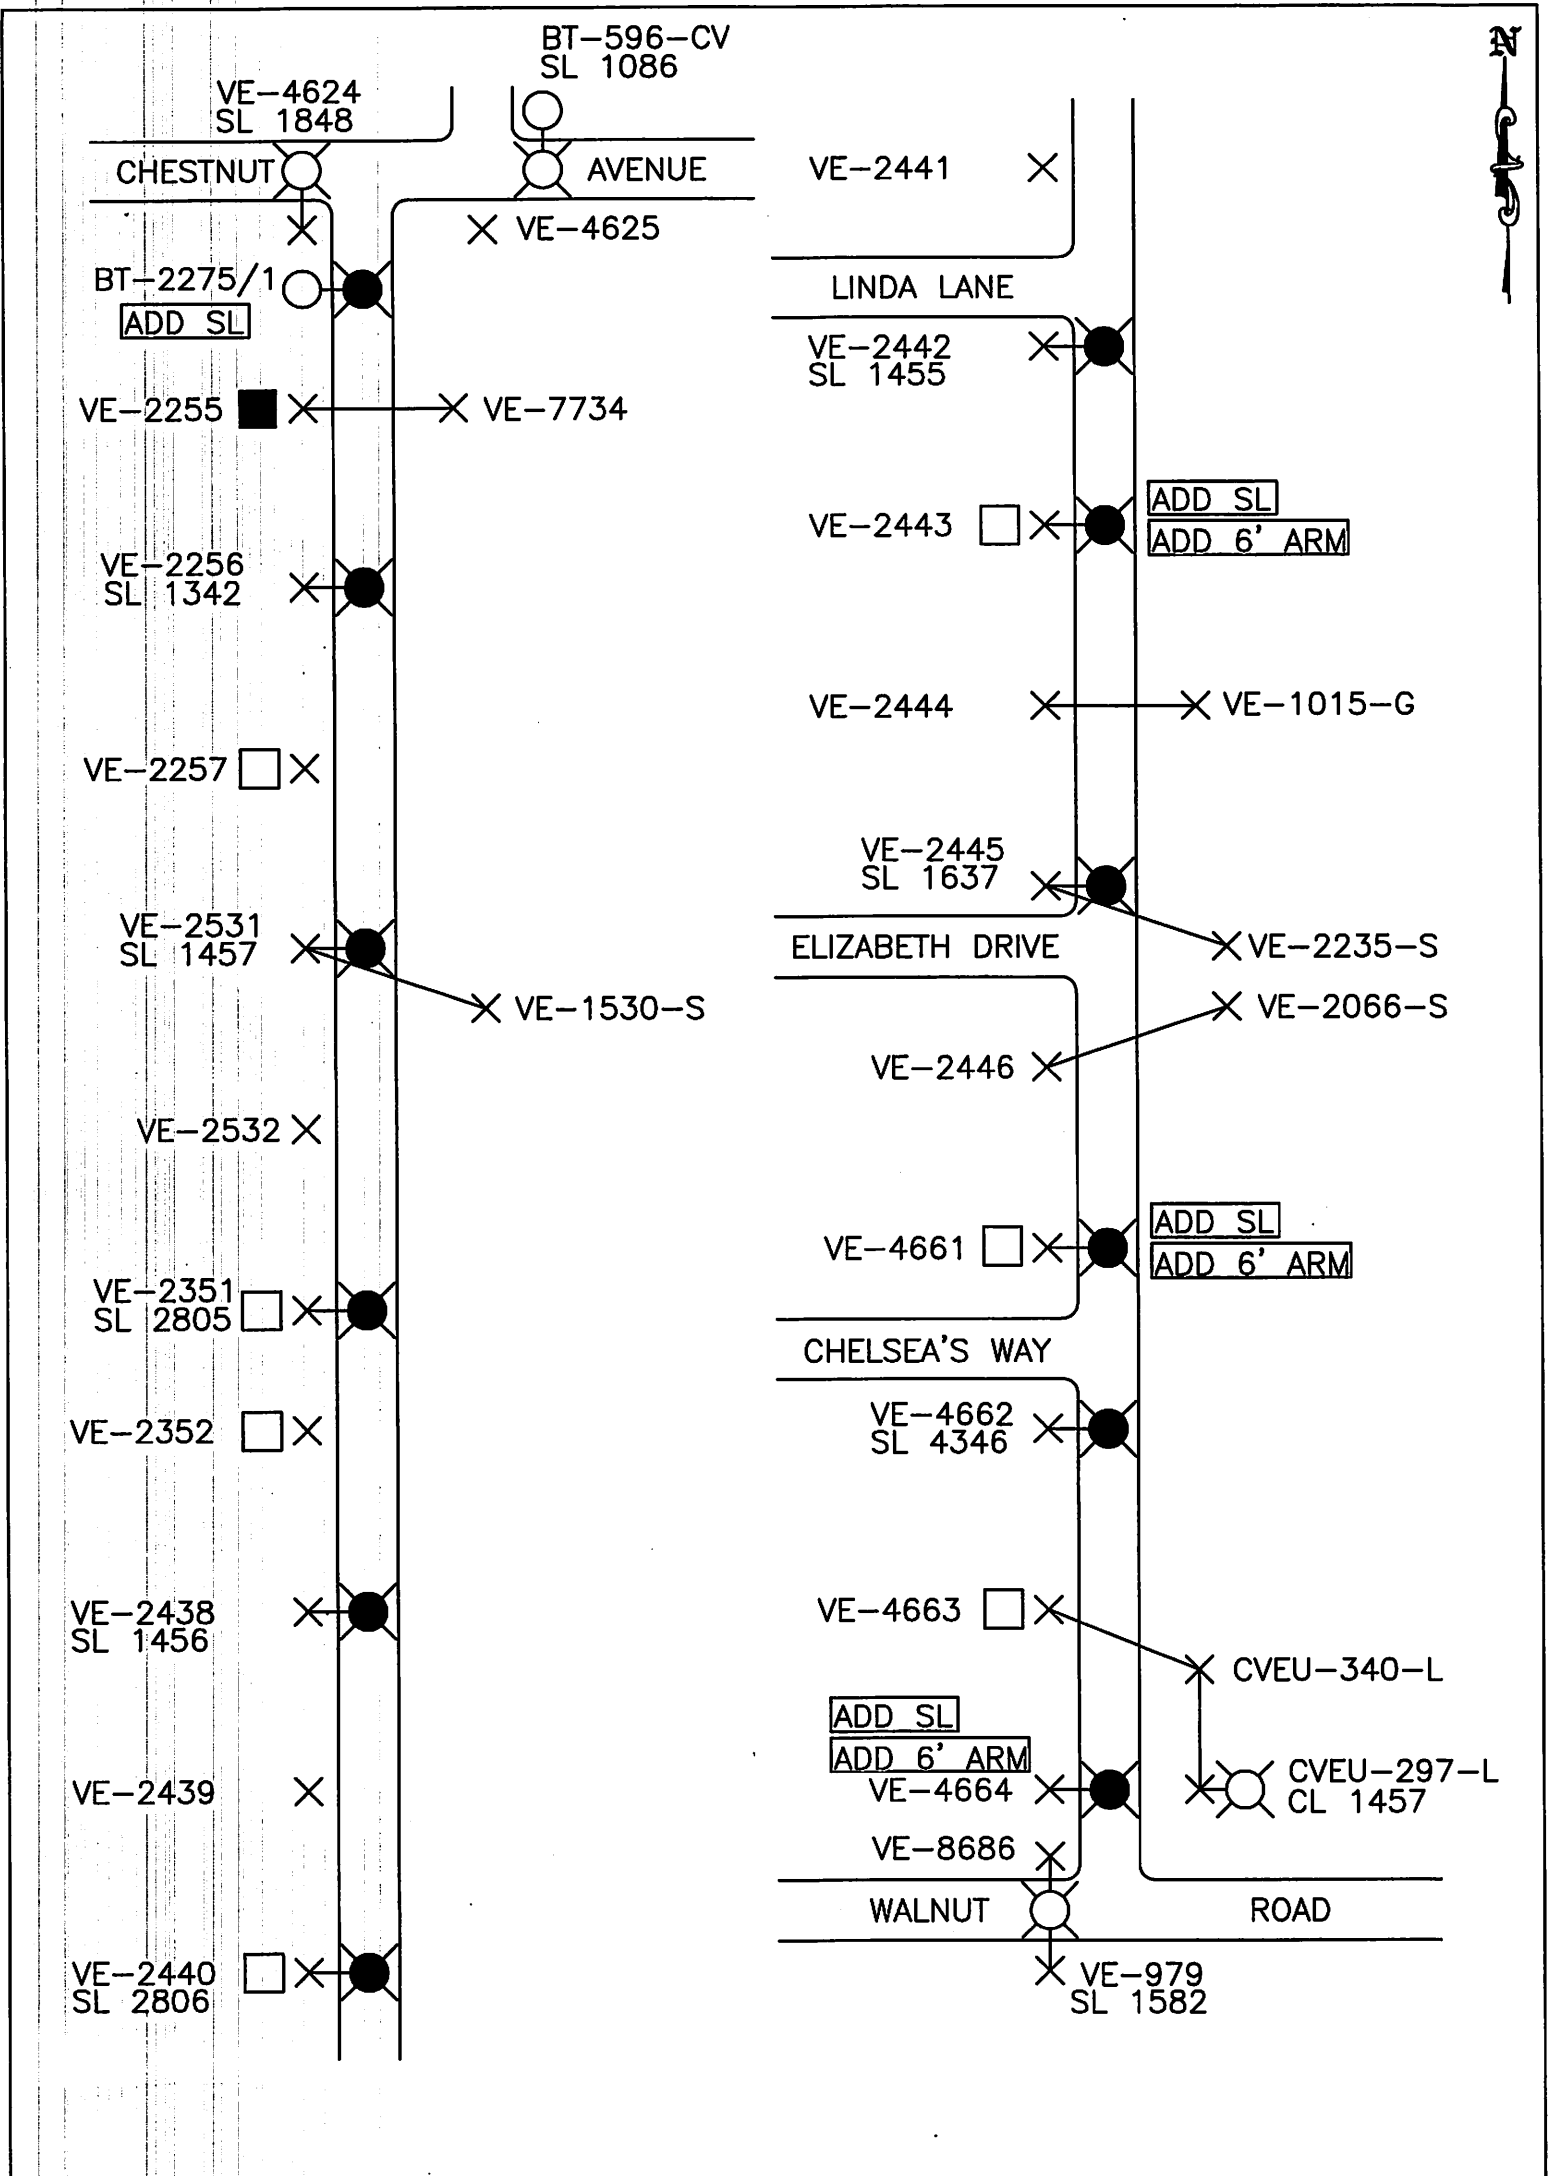 BT-596-CV
SL 1086
VE-4624
SL 1848
CHESTNUT
AVENUE
VE-4625
BT-2275/1
ADD SL
VE-2255
VE-7734
VE-2256
SL 1342
VE-2257
VE-2531
SL 1457
VE-1530-S
VE-2532
VE-2351
SL 2805
VE-2352
VE-2438
SL 1456
VE-2439
VE-2440
SL 2806
N
VE-2441
LINDA LANE
VE-2442
SL 1455
VE-2443
ADD SL
ADD 6' ARM
VE-2444
VE-1015-G
VE-2445
SL 1637
ELIZABETH DRIVE
VE-2235-S
VE-2066-S
VE-2446
VE-4661
ADD SL
ADD 6' ARM
CHELSEA'S WAY
VE-4662
SL 4346
VE-4663
CVEU-340-L
ADD SL
ADD 6' ARM
VE-4664
CVEU-297-L
CL 1457
VE-8686
WALNUT
ROAD
VE-979
SL 1582